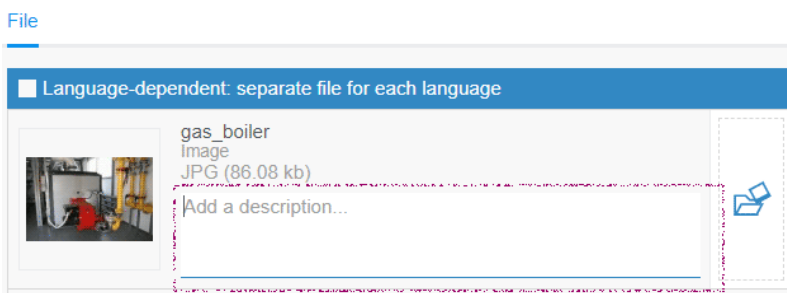 File
Language-dependent: separate file for each language
gas_boiler
Image
JPG (86.08 kb)
Add a description...